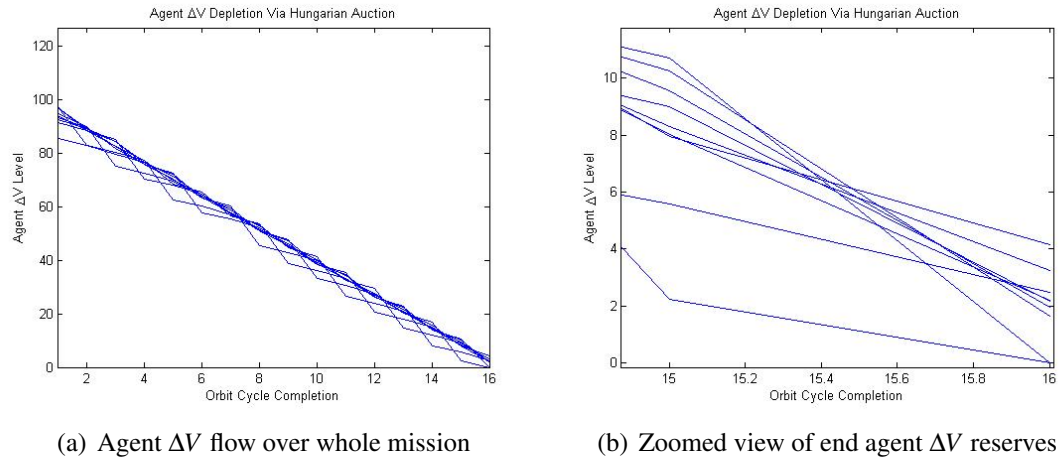 Agent ΔV Depletion Via Hungarian Auction
120
100
80
60
40
20
0
2 4 6 8 10 12 14 16
Agent ΔV Level
Orbit Cycle Completion
(a) Agent ΔV flow over whole mission
Agent ΔV Depletion Via Hungarian Auction
10
8
6
4
2
0
15 15.2 15.4 15.6 15.8 16
Agent ΔV Level
Orbit Cycle Completion
(b) Zoomed view of end agent ΔV reserves